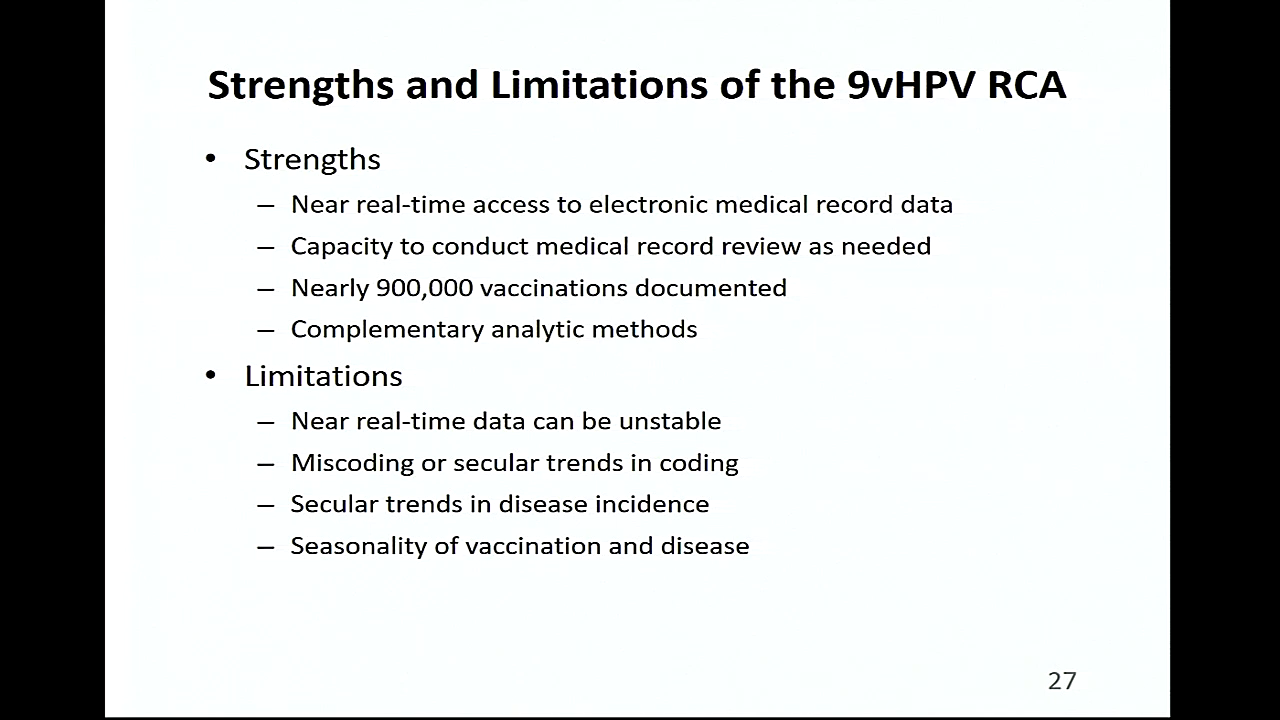 Strengths and Limitations of the 9vHPV RCA
• Strengths
– Near real-time access to electronic medical record data
– Capacity to conduct medical record review as needed
– Nearly 900,000 vaccinations documented
– Complementary analytic methods
• Limitations
– Near real-time data can be unstable
– Miscoding or secular trends in coding
– Secular trends in disease incidence
– Seasonality of vaccination and disease
27